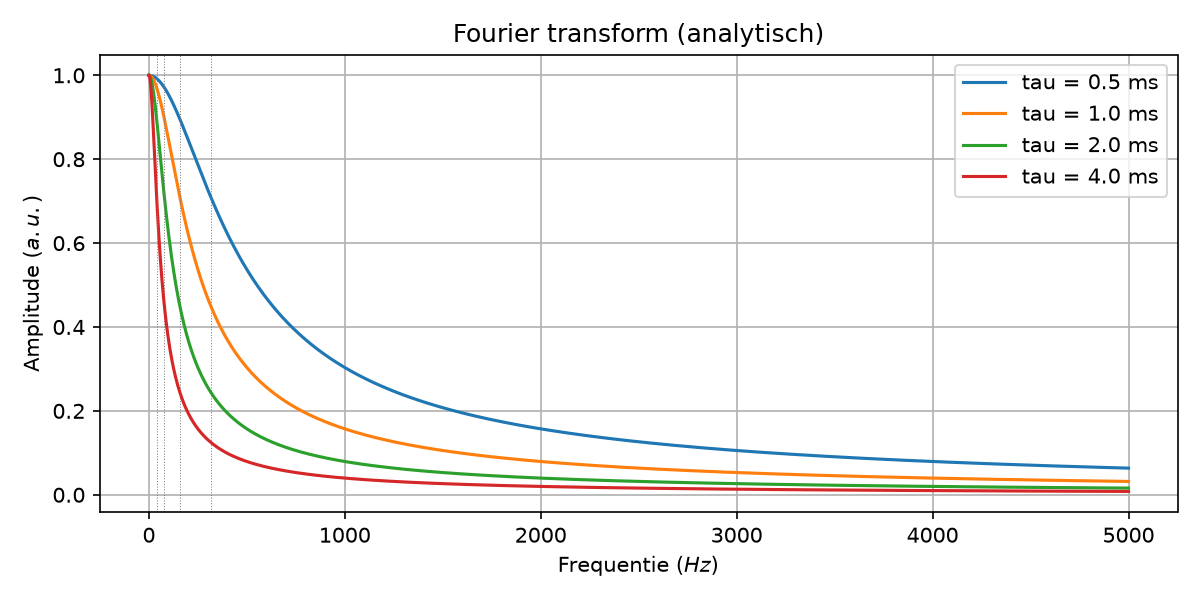 Fourier transform (analytisch)
1.0
0.8
0.6
0.4
0.2
0.0
Amplitude (a.u.)
tau = 0.5 ms
tau = 1.0 ms
tau = 2.0 ms
tau = 4.0 ms
0 1000 2000 3000 4000 5000
Frequentie (Hz)